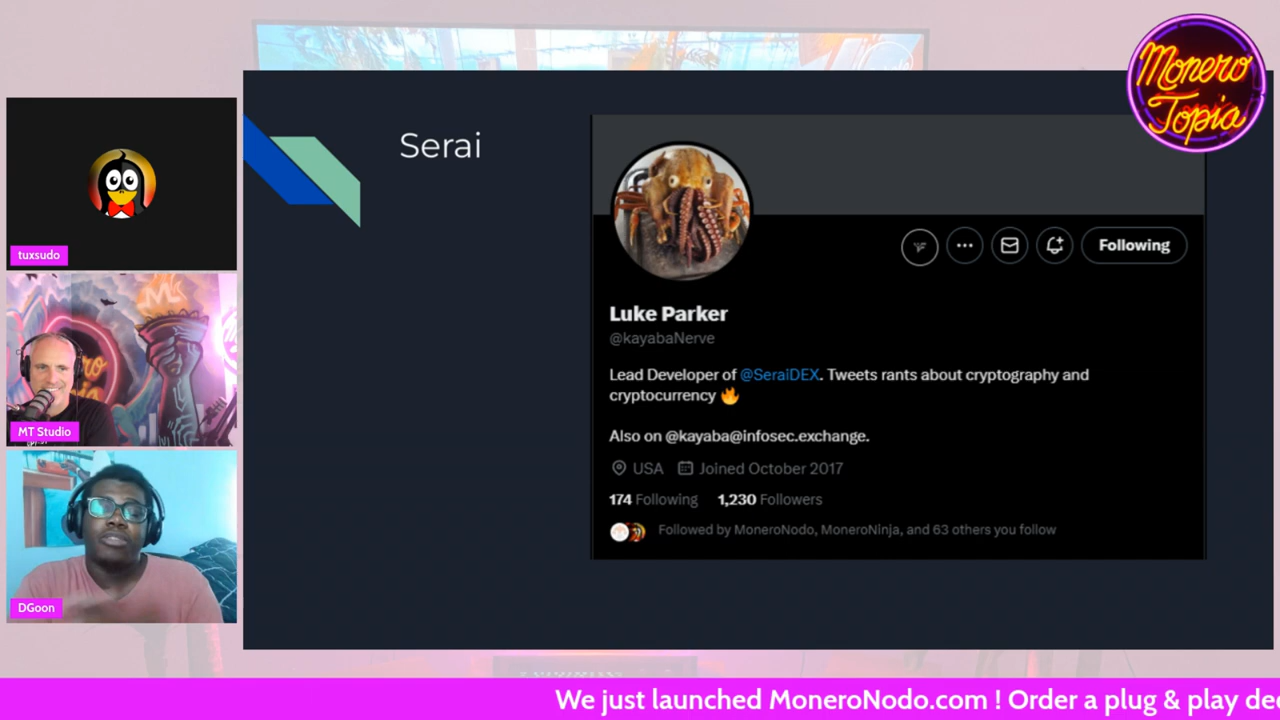 Monero
Topia
tuxsudo
MT Studio
DGoon
Serai
Following
Luke Parker
@kayabaNerve
Lead Developer of @SeraiDEX. Tweets rants about cryptography and
cryptocurrency 🔥
Also on @kayaba@infosec.exchange.
USA Joined October 2017
174 Following 1,230 Followers
Followed by MoneroNodo, MoneroNinja, and 63 others you follow
We just launched MoneroNodo.com ! Order a plug & play de